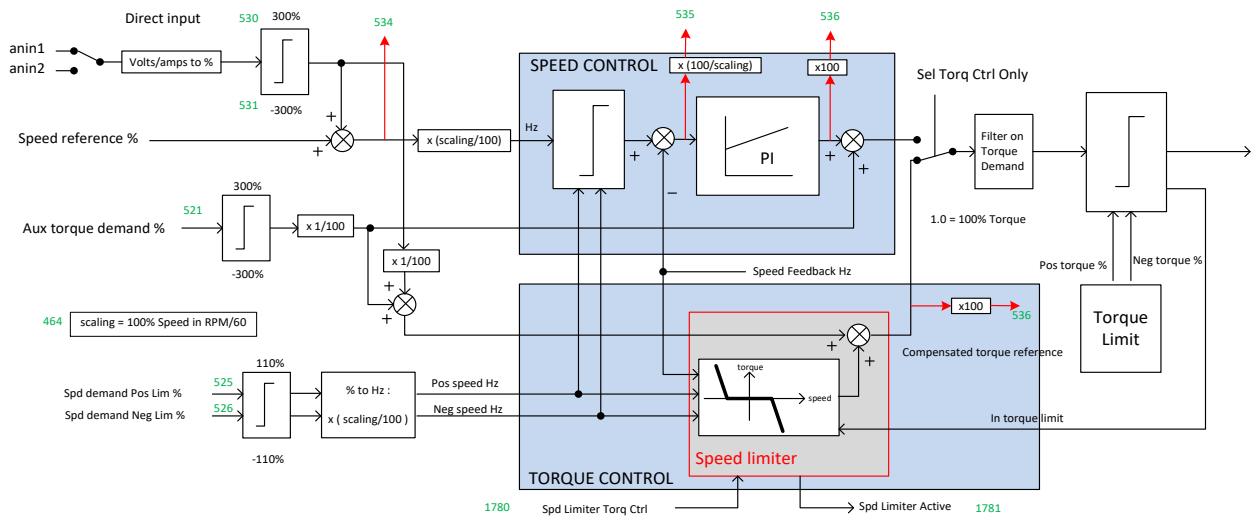 Direct input
530
300%
534
535
536
anin1
anin2
Volts/amps to %
531
-300%
SPEED CONTROL
x (100/scaling)
x100
Sel Torq Ctrl Only
Speed reference %
+
+
x (scaling/100)
Hz
+
−
PI
+
+
Filter on
Torque
Demand
300%
521
Aux torque demand %
x 1/100
-300%
x 1/100
1.0 = 100% Torque
Speed Feedback Hz
Pos torque %
Neg torque %
+
+
464
scaling = 100% Speed in RPM/60
x100
536
Torque
Limit
+
+
Compensated torque reference
110%
525
Spd demand Pos Lim %
526
Spd demand Neg Lim %
-110%
% to Hz :
x ( scaling/100 )
Pos speed Hz
Neg speed Hz
torque
speed
In torque limit
Speed limiter
TORQUE CONTROL
1780
Spd Limiter Torq Ctrl
Spd Limiter Active
1781